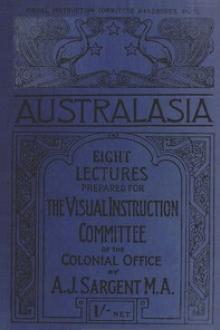 VISUAL INSTRUCTION COMMITTEE HANDBOOKS No.
AUSTRALASIA
EIGHT
LECTURES
PREPARED FOR
THE VISUAL INSTRUCTION
COMMITTEE
OF THE
COLONIAL OFFICE
BY
A.J. SARGENT M.A.
1/- NET